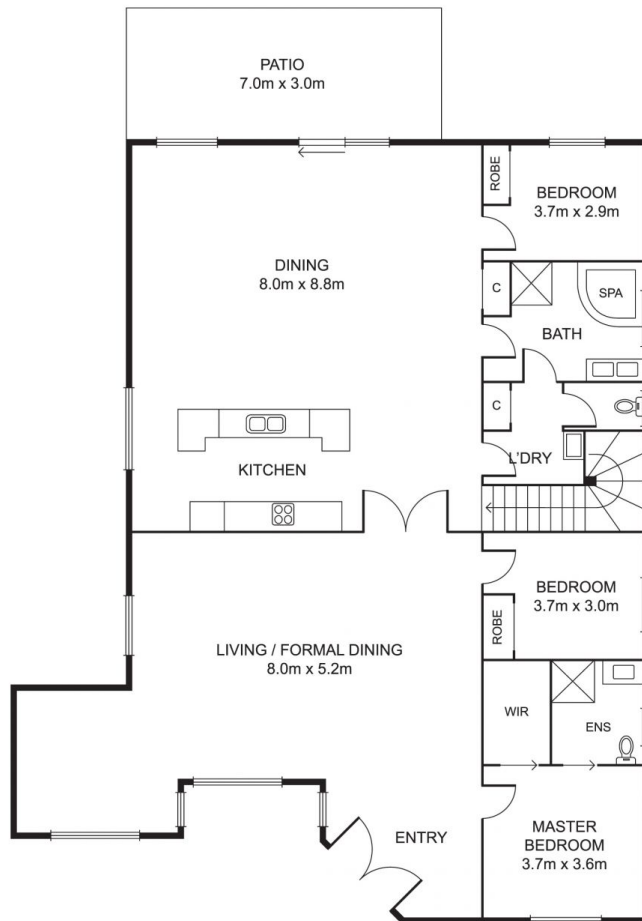 PATIO
7.0m x 3.0m
ROBE
BEDROOM
3.7m x 2.9m
DINING
8.0m x 8.8m
C
SPA
BATH
C
L'DRY
KITCHEN
BEDROOM
3.7m x 3.0m
ROBE
LIVING / FORMAL DINING
8.0m x 5.2m
WIR
ENS
ENTRY
MASTER
BEDROOM
3.7m x 3.6m